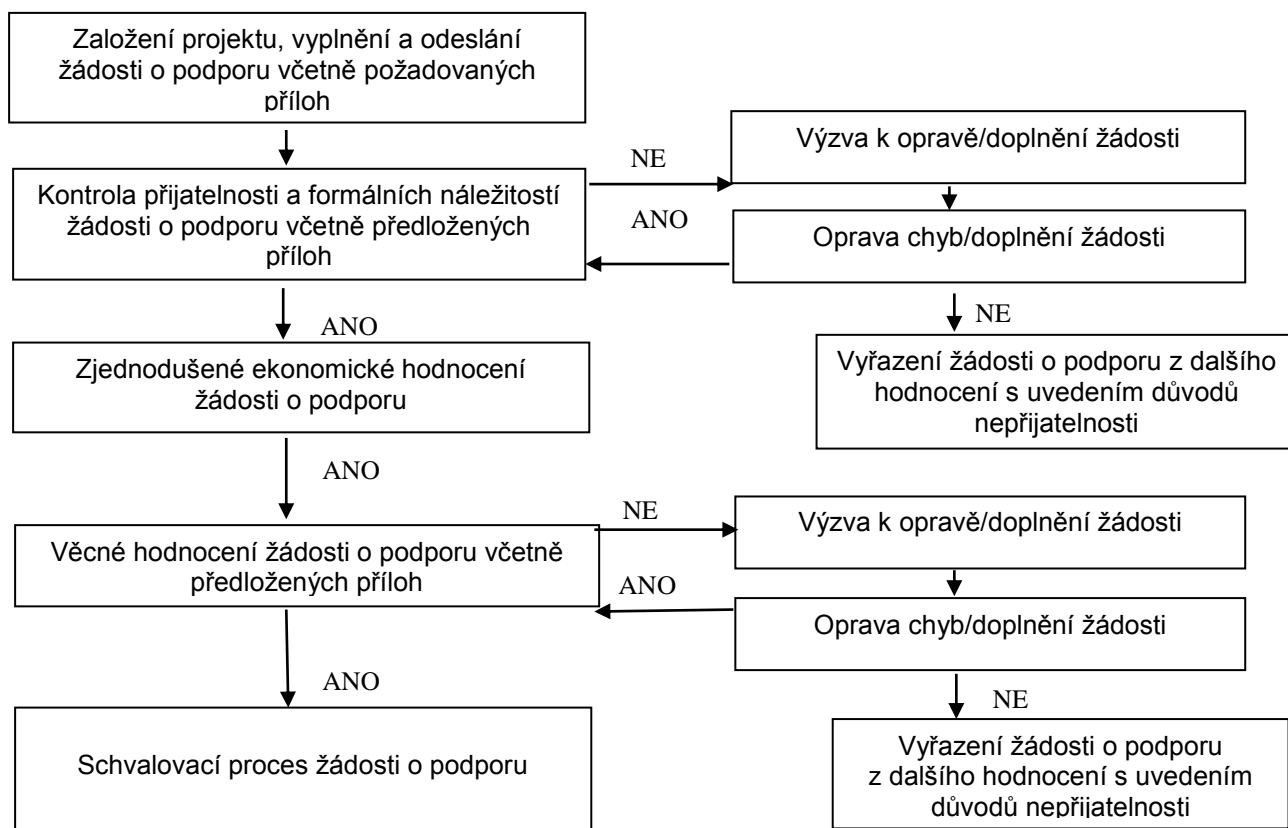 Založení projektu, vyplnění a odeslání
žádosti o podporu včetně požadovaných
příloh
NE
Výzva k opravě/doplnění žádosti
Kontrola přijatelnosti a formálních náležitostí
žádosti o podporu včetně předložených
příloh
ANO
Oprava chyb/doplnění žádosti
ANO
NE
Zjednodušené ekonomické hodnocení
žádosti o podporu
Vyřazení žádosti o podporu z dalšího
hodnocení s uvedením důvodů
nepřijatelnosti
ANO
NE
Výzva k opravě/doplnění žádosti
Věcné hodnocení žádosti o podporu včetně
předložených příloh
ANO
Oprava chyb/doplnění žádosti
ANO
NE
Schvalovací proces žádosti o podporu
Vyřazení žádosti o podporu
z dalšího hodnocení s uvedením
důvodů nepřijatelnosti